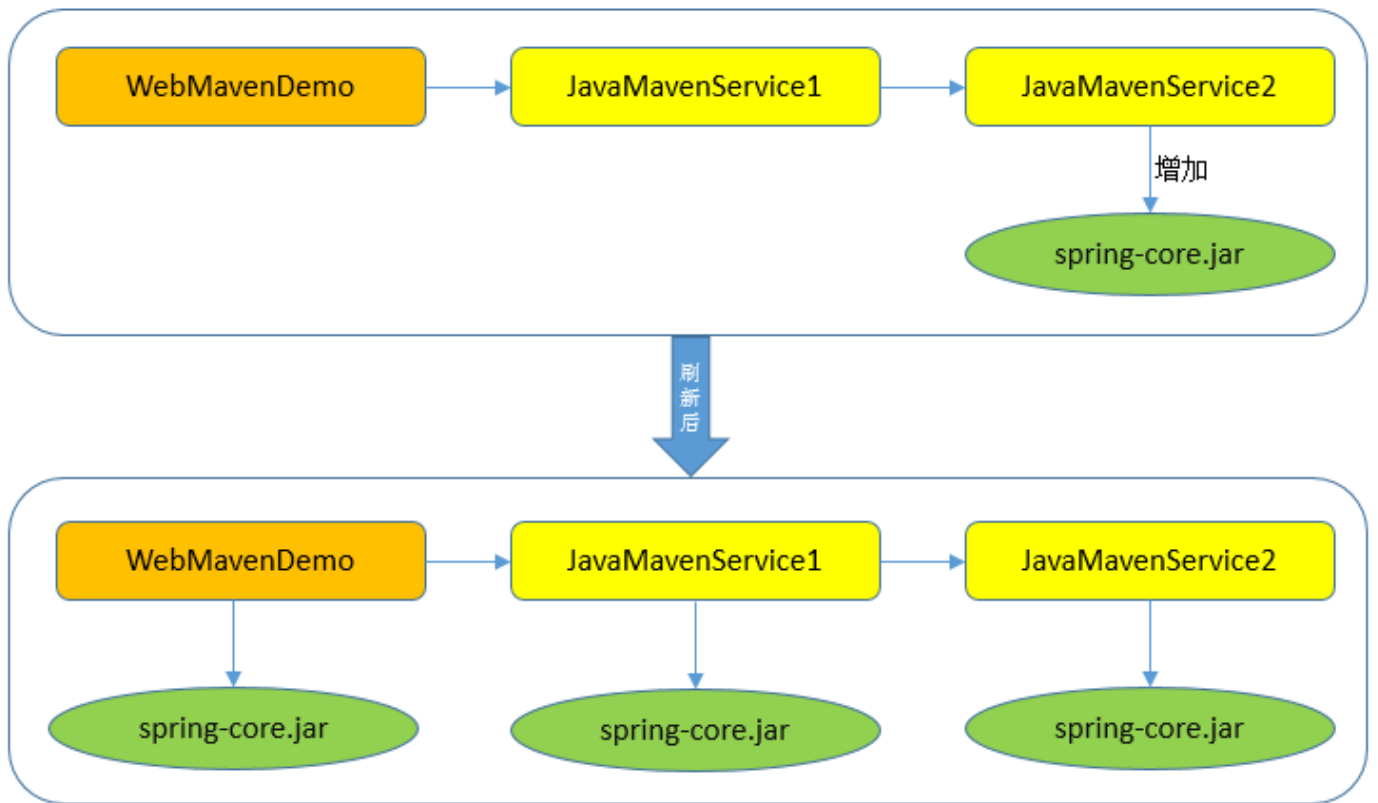 WebMavenDemo
JavaMavenService1
JavaMavenService2
增加
spring-core.jar
刷新后
WebMavenDemo
JavaMavenService1
JavaMavenService2
spring-core.jar
spring-core.jar
spring-core.jar